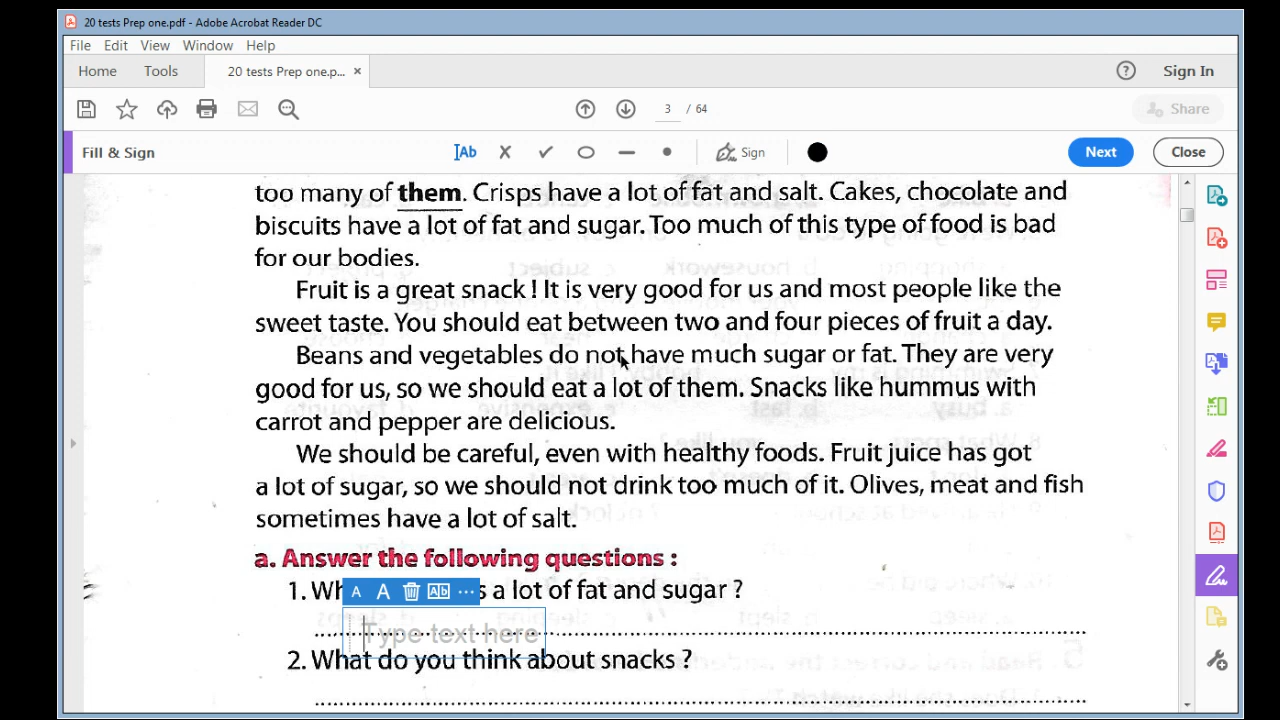 20 tests Prep one.pdf - Adobe Acrobat Reader DC
File Edit View Window Help
Home Tools 20 tests Prep one.p... × Sign In
3 / 64 Share
Fill & Sign Ab Sign Next Close
too many of them. Crisps have a lot of fat and salt. Cakes, chocolate and
biscuits have a lot of fat and sugar. Too much of this type of food is bad
for our bodies.
Fruit is a great snack ! It is very good for us and most people like the
sweet taste. You should eat between two and four pieces of fruit a day.
Beans and vegetables do not have much sugar or fat. They are very
good for us, so we should eat a lot of them. Snacks like hummus with
carrot and pepper are delicious.
We should be careful, even with healthy foods. Fruit juice has got
a lot of sugar, so we should not drink too much of it. Olives, meat and fish
sometimes have a lot of salt.
a. Answer the following questions :
1. Wh A A Ab ... s a lot of fat and sugar ?
Type text here
2. What do you think about snacks ?